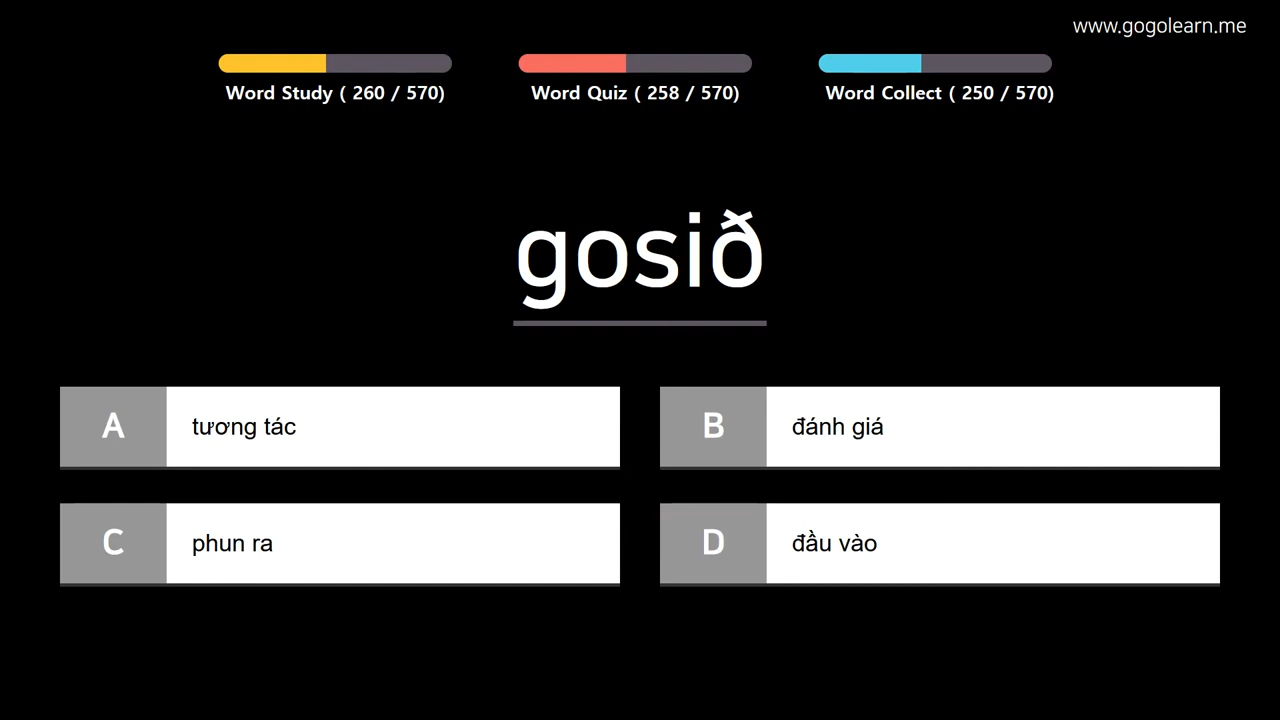 www.gogolearn.me
Word Study ( 260 / 570)
Word Quiz ( 258 / 570)
Word Collect ( 250 / 570)
gosið
A tương tác
B đánh giá
C phun ra
D đầu vào